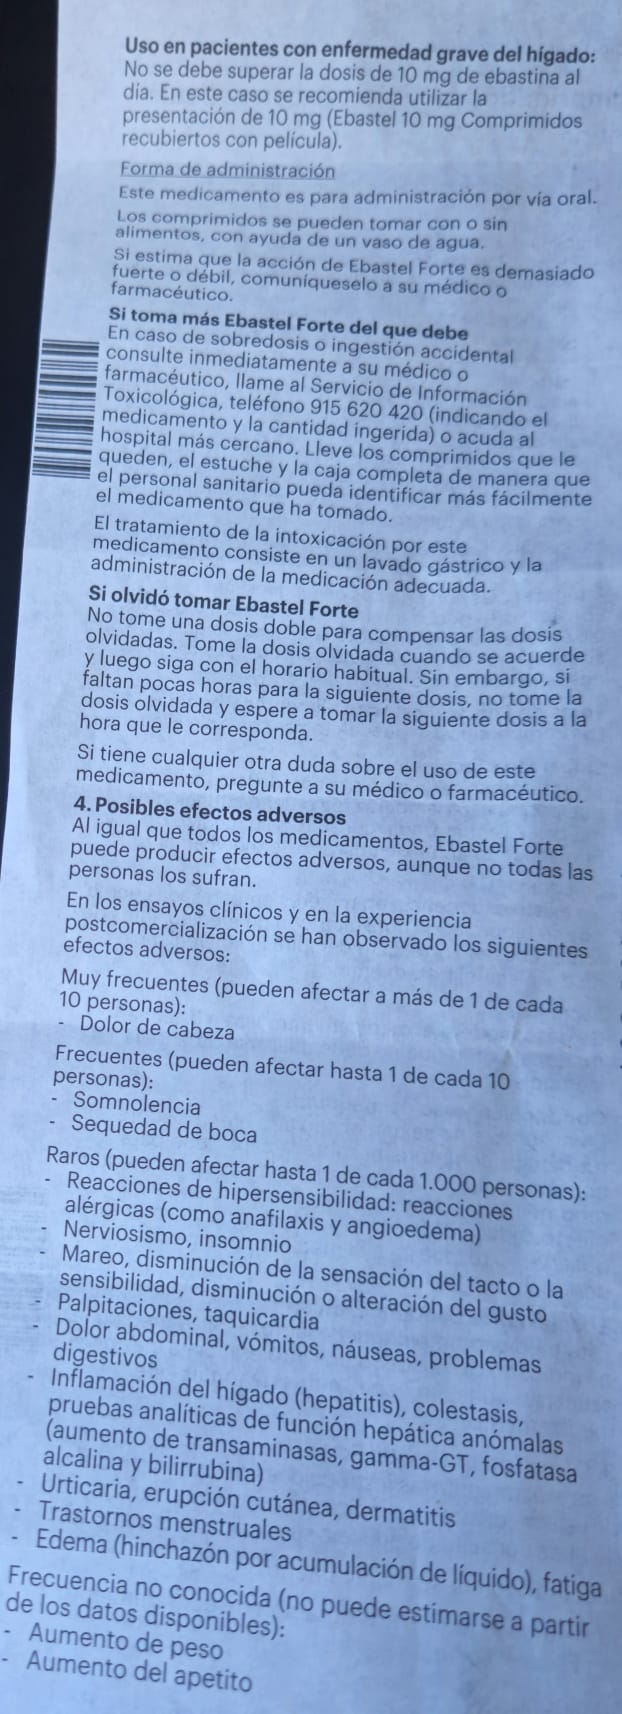 Uso en pacientes con enfermedad grave del hígado:
No se debe superar la dosis de 10 mg de ebastina al
día. En este caso se recomienda utilizar la
presentación de 10 mg (Ebastel 10 mg Comprimidos
recubiertos con película).
Forma de administración
Este medicamento es para administración por vía oral.
Los comprimidos se pueden tomar con o sin
alimentos, con ayuda de un vaso de agua.
Si estima que la acción de Ebastel Forte es demasiado
fuerte o débil, comuníqueselo a su médico o
farmacéutico.
Si toma más Ebastel Forte del que debe
En caso de sobredosis o ingestión accidental
consulte inmediatamente a su médico o
farmacéutico, llame al Servicio de Información
Toxicológica, teléfono 915 620 420 (indicando el
medicamento y la cantidad ingerida) o acuda al
hospital más cercano. Lleve los comprimidos que le
queden, el estuche y la caja completa de manera que
el personal sanitario pueda identificar más fácilmente
el medicamento que ha tomado.
El tratamiento de la intoxicación por este
medicamento consiste en un lavado gástrico y la
administración de la medicación adecuada.
Si olvidó tomar Ebastel Forte
No tome una dosis doble para compensar las dosis
olvidadas. Tome la dosis olvidada cuando se acuerde
y luego siga con el horario habitual. Sin embargo, si
faltan pocas horas para la siguiente dosis, no tome la
dosis olvidada y espere a tomar la siguiente dosis a la
hora que le corresponda.
Si tiene cualquier otra duda sobre el uso de este
medicamento, pregunte a su médico o farmacéutico.
4. Posibles efectos adversos
Al igual que todos los medicamentos, Ebastel Forte
puede producir efectos adversos, aunque no todas las
personas los sufran.
En los ensayos clínicos y en la experiencia
postcomercialización se han observado los siguientes
efectos adversos:
Muy frecuentes (pueden afectar a más de 1 de cada
10 personas):
- Dolor de cabeza
Frecuentes (pueden afectar hasta 1 de cada 10
personas):
- Somnolencia
- Sequedad de boca
Raros (pueden afectar hasta 1 de cada 1.000 personas):
- Reacciones de hipersensibilidad: reacciones
alérgicas (como anafilaxis y angioedema)
- Nerviosismo, insomnio
- Mareo, disminución de la sensación del tacto o la
sensibilidad, disminución o alteración del gusto
- Palpitaciones, taquicardia
- Dolor abdominal, vómitos, náuseas, problemas
digestivos
- Inflamación del hígado (hepatitis), colestasis,
pruebas analíticas de función hepática anómalas
(aumento de transaminasas, gamma-GT, fosfatasa
alcalina y bilirrubina)
- Urticaria, erupción cutánea, dermatitis
- Trastornos menstruales
- Edema (hinchazón por acumulación de líquido), fatiga
Frecuencia no conocida (no puede estimarse a partir
de los datos disponibles):
- Aumento de peso
- Aumento del apetito